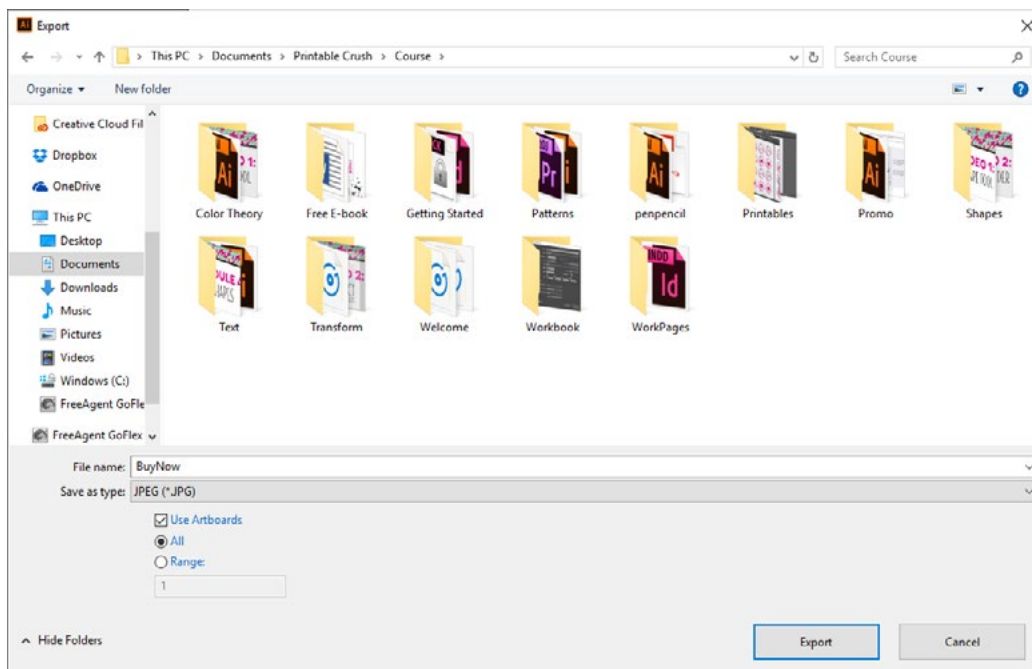 Ai Export
This PC > Documents > Printable Crush > Course >
Search Course
Organize
New folder
Creative Cloud Fil
Dropbox
OneDrive
This PC
Desktop
Documents
Downloads
Music
Pictures
Videos
Windows (C:)
FreeAgent GoFle
FreeAgent GoFlex
Color Theory
Free E-book
Getting Started
Patterns
penpencil
Printables
Promo
Shapes
Text
Transform
Welcome
Workbook
WorkPages
File name: BuyNow
Save as type: JPEG (*.JPG)
Use Artboards
All
Range:
1
Hide Folders
Export
Cancel